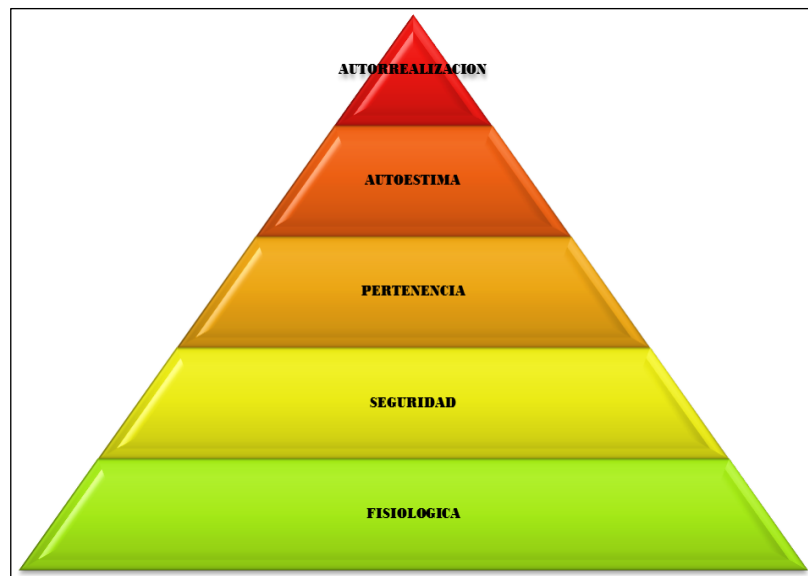 AUTORREALIZACION
AUTOESTIMA
PERTENENCIA
SEGURIDAD
FISIOLOGICA